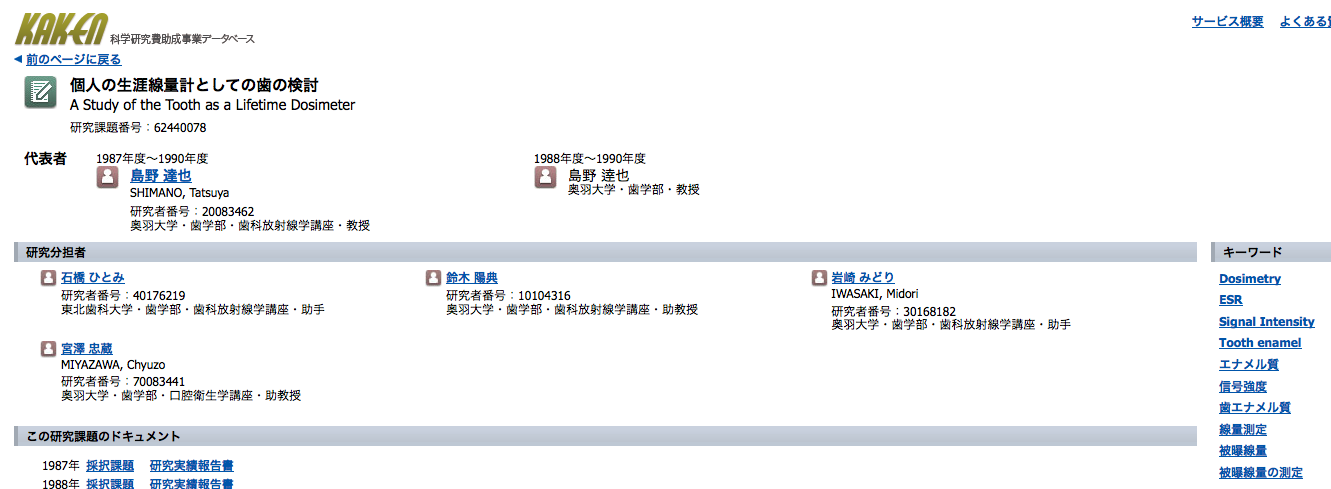 KAKEN 科学研究費助成事業データベース
サービス概要 よくある質
前のページに戻る
個人の生涯線量計としての歯の検討
A Study of the Tooth as a Lifetime Dosimeter
研究課題番号：62440078
代表者
1987年度〜1990年度
島野 達也
SHIMANO, Tatsuya
研究者番号：20083462
奥羽大学・歯学部・歯科放射線学講座・教授
1988年度〜1990年度
島野 達也
奥羽大学・歯学部・教授
研究分担者
石橋 ひとみ
研究者番号：40176219
東北歯科大学・歯学部・歯科放射線学講座・助手
鈴木 陽典
研究者番号：10104316
奥羽大学・歯学部・歯科放射線学講座・助教授
岩崎 みどり
IWASAKI, Midori
研究者番号：30168182
奥羽大学・歯学部・歯科放射線学講座・助手
宮澤 忠蔵
MIYAZAWA, Chyuzo
研究者番号：70083441
奥羽大学・歯学部・口腔衛生学講座・助教授
この研究課題のドキュメント
1987年 採択課題 研究実績報告書
1988年 採択課題 研究実績報告書
キーワード
Dosimetry
ESR
Signal Intensity
Tooth enamel
エナメル質
信号強度
歯エナメル質
線量測定
被曝線量
被曝線量の測定